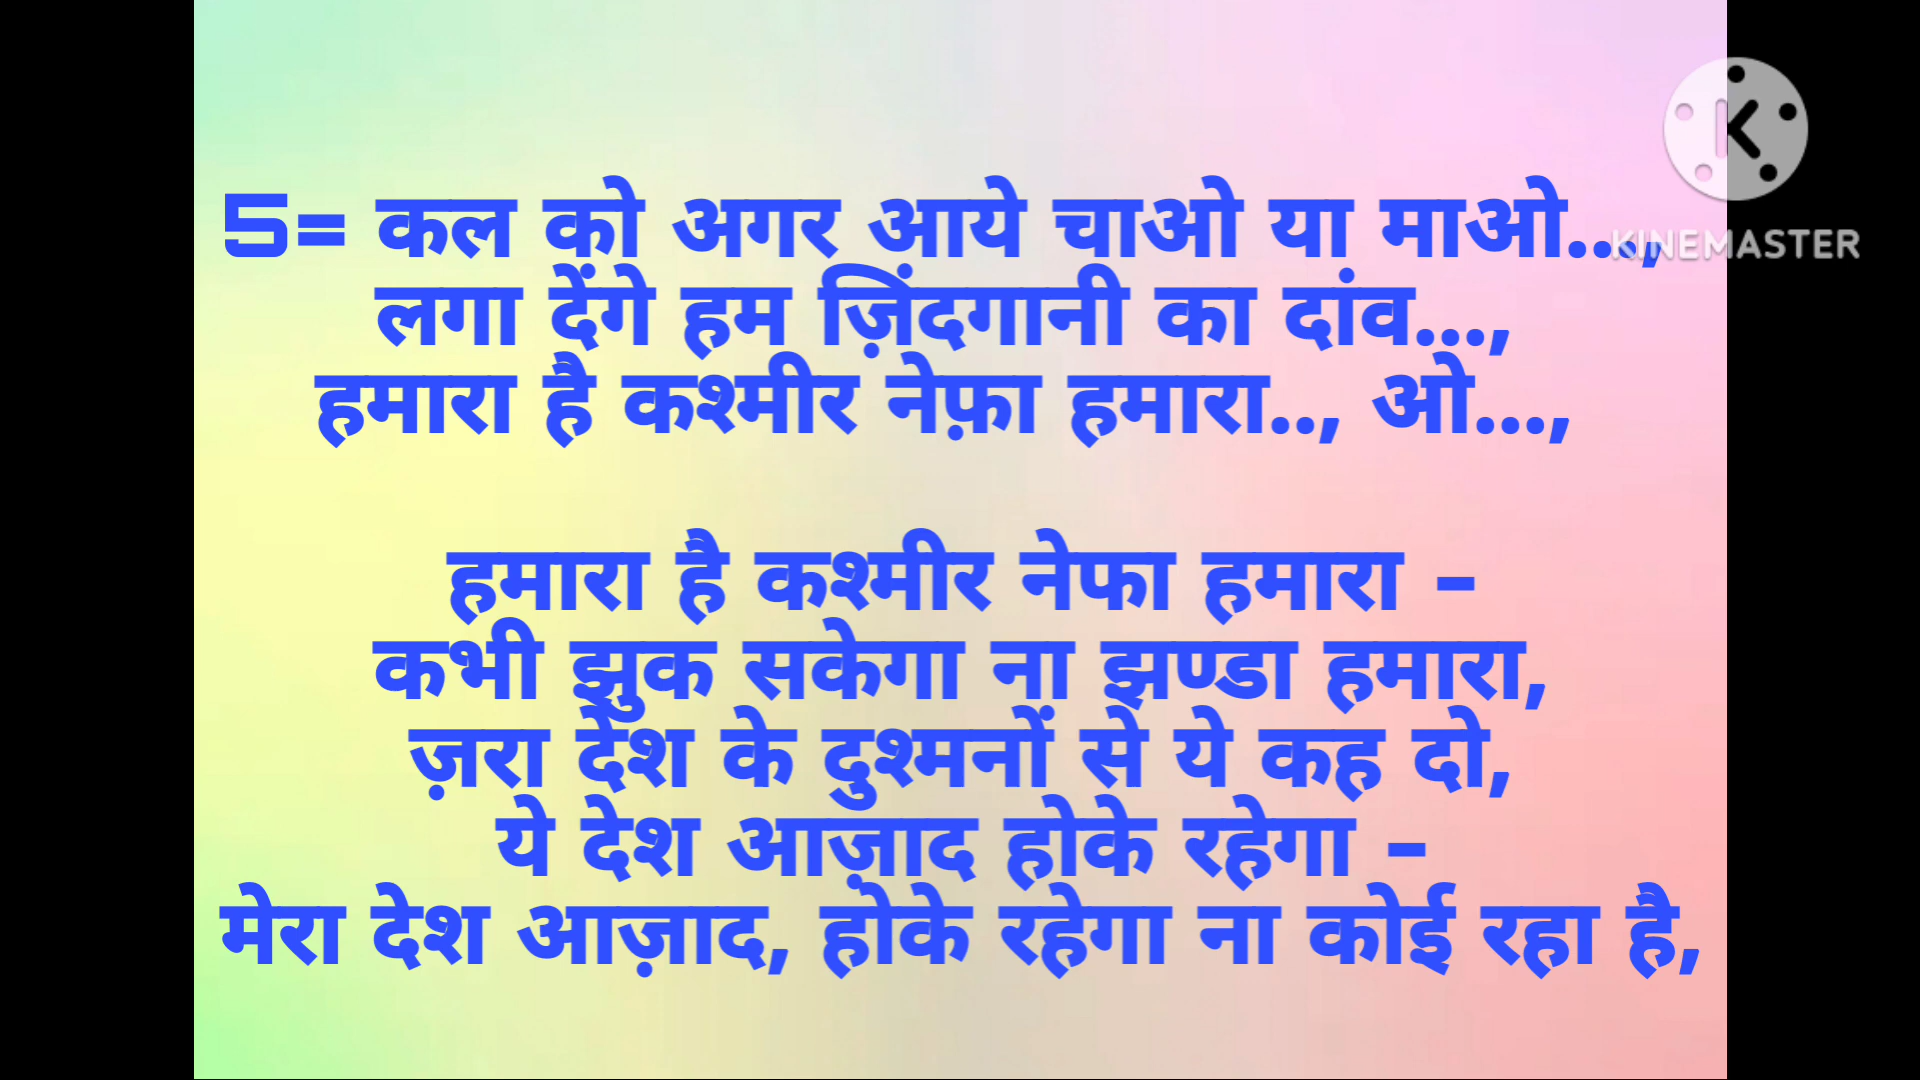 5= कल को अगर आये चाओ या माओ...,
लगा देंगे हम ज़िंदगानी का दांव...,
हमारा है कश्मीर नेफ़ा हमारा.., ओ...,
हमारा है कश्मीर नेफा हमारा -
कभी झुक सकेगा ना झण्डा हमारा,
ज़रा देश के दुश्मनों से ये कह दो,
ये देश आज़ाद होके रहेगा -
मेरा देश आज़ाद, होके रहेगा ना कोई रहा है,
KINEMASTER